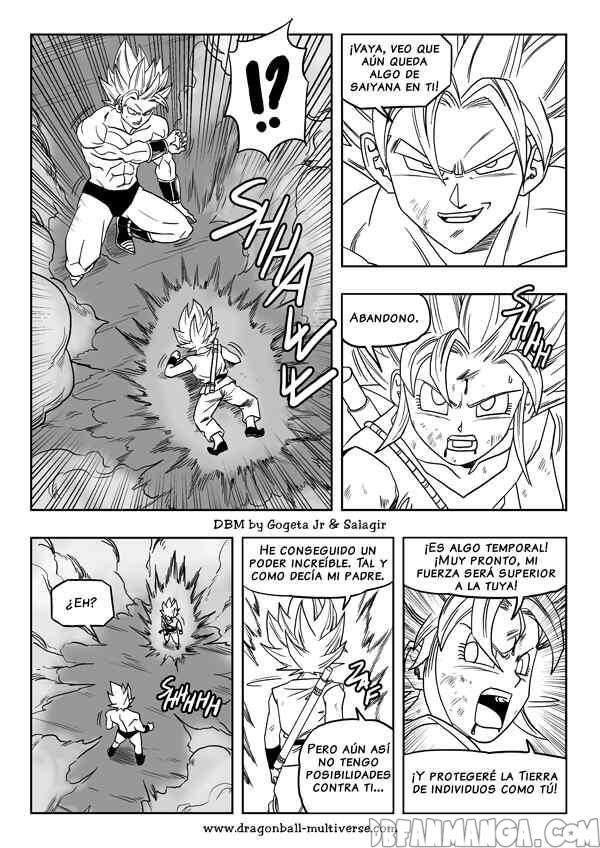 !?
SHHAAWWW
¡VAYA, VEO QUE
AÚN QUEDA
ALGO DE
SAIYANA EN TI!
ABANDONO.
SHHHH
DBM BY GOGETA JR & SALAGIR
¿EH?
SHHHHH
HE CONSEGUIDO UN
PODER INCREÍBLE. TAL Y
COMO DECÍA MI PADRE.
ZAF
PERO AÚN ASÍ
NO TENGO
POSIBILIDADES
CONTRA TI...
¡ES ALGO TEMPORAL!
¡MUY PRONTO, MI
FUERZA SERÁ SUPERIOR
A LA TUYA!
¡Y PROTEGERÉ LA TIERRA
DE INDIVIDUOS COMO TÚ!
www.dragonball-multiverse.com
DBFANMANGA.COM